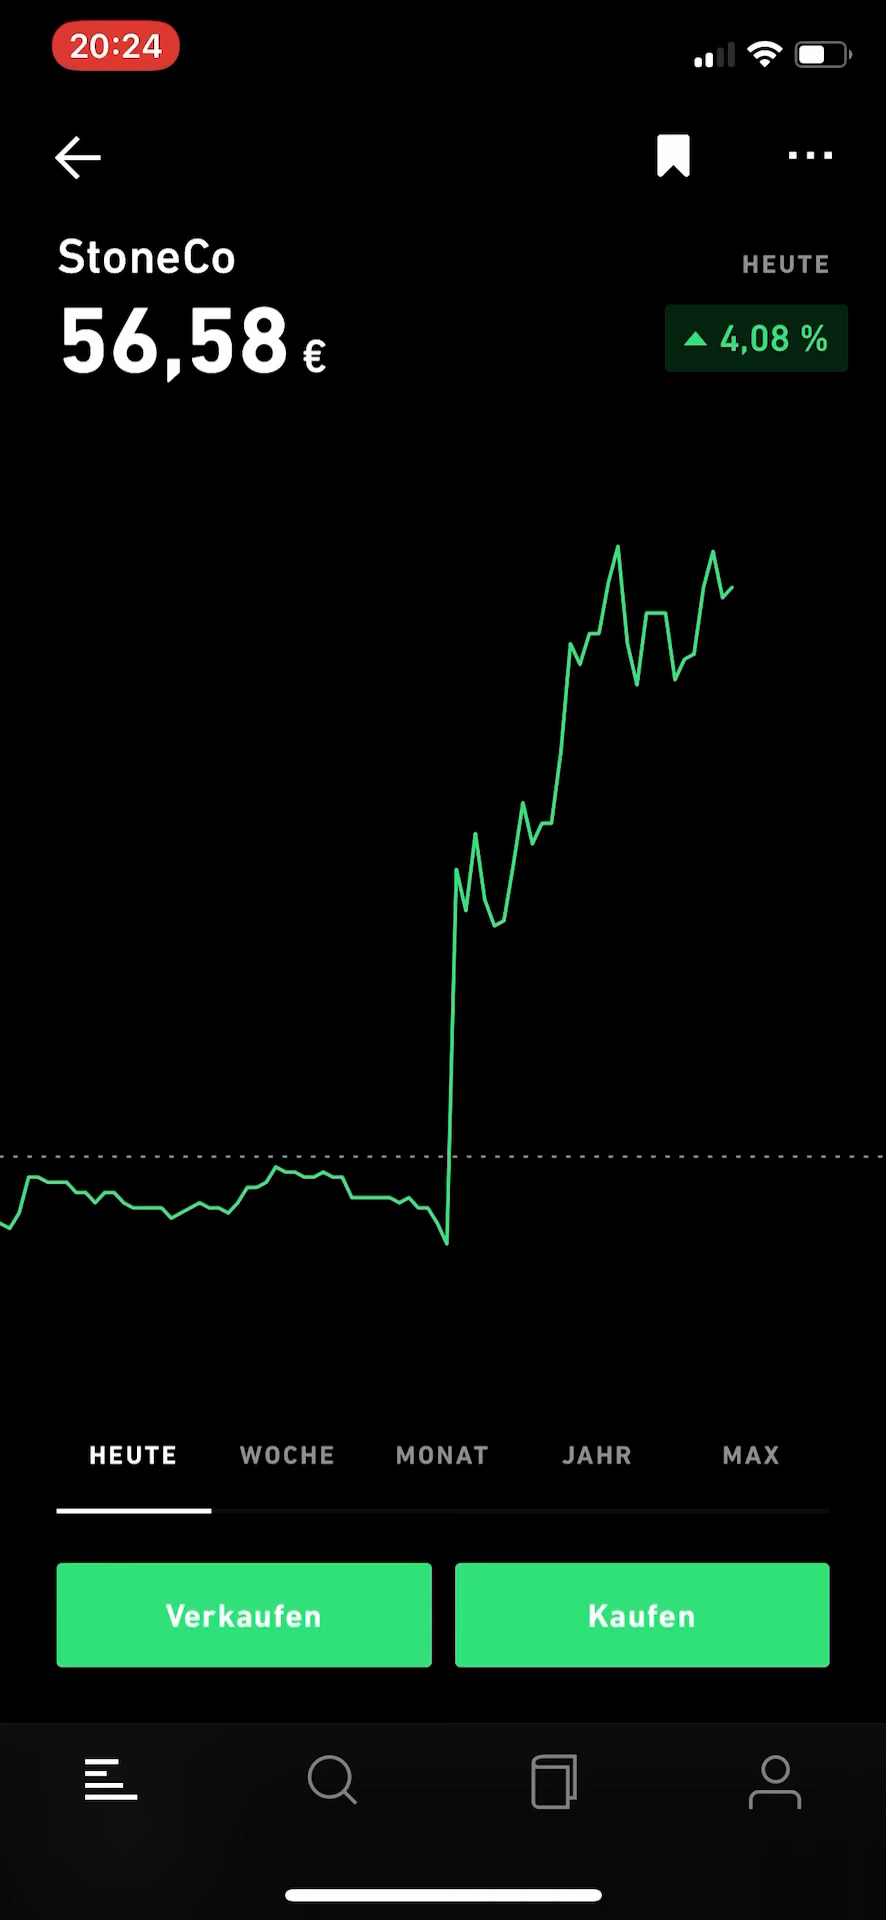 20:24
StoneCo
HEUTE
56,58 €
4,08 %
HEUTE WOCHE MONAT JAHR MAX
Verkaufen Kaufen